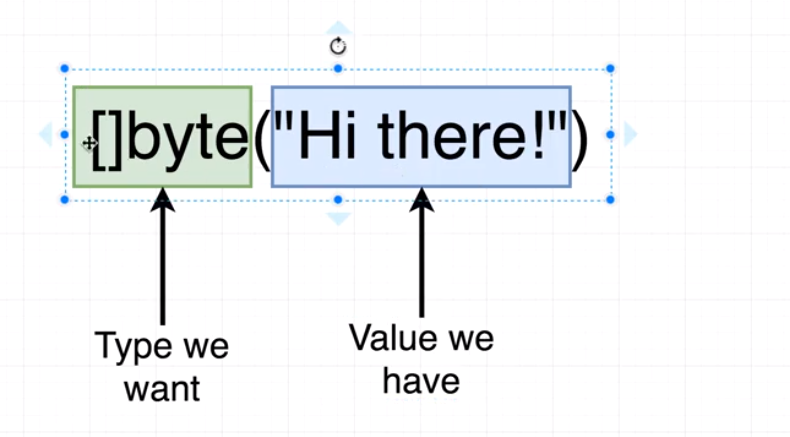 []byte("Hi there!")
Type we
want
Value we
have